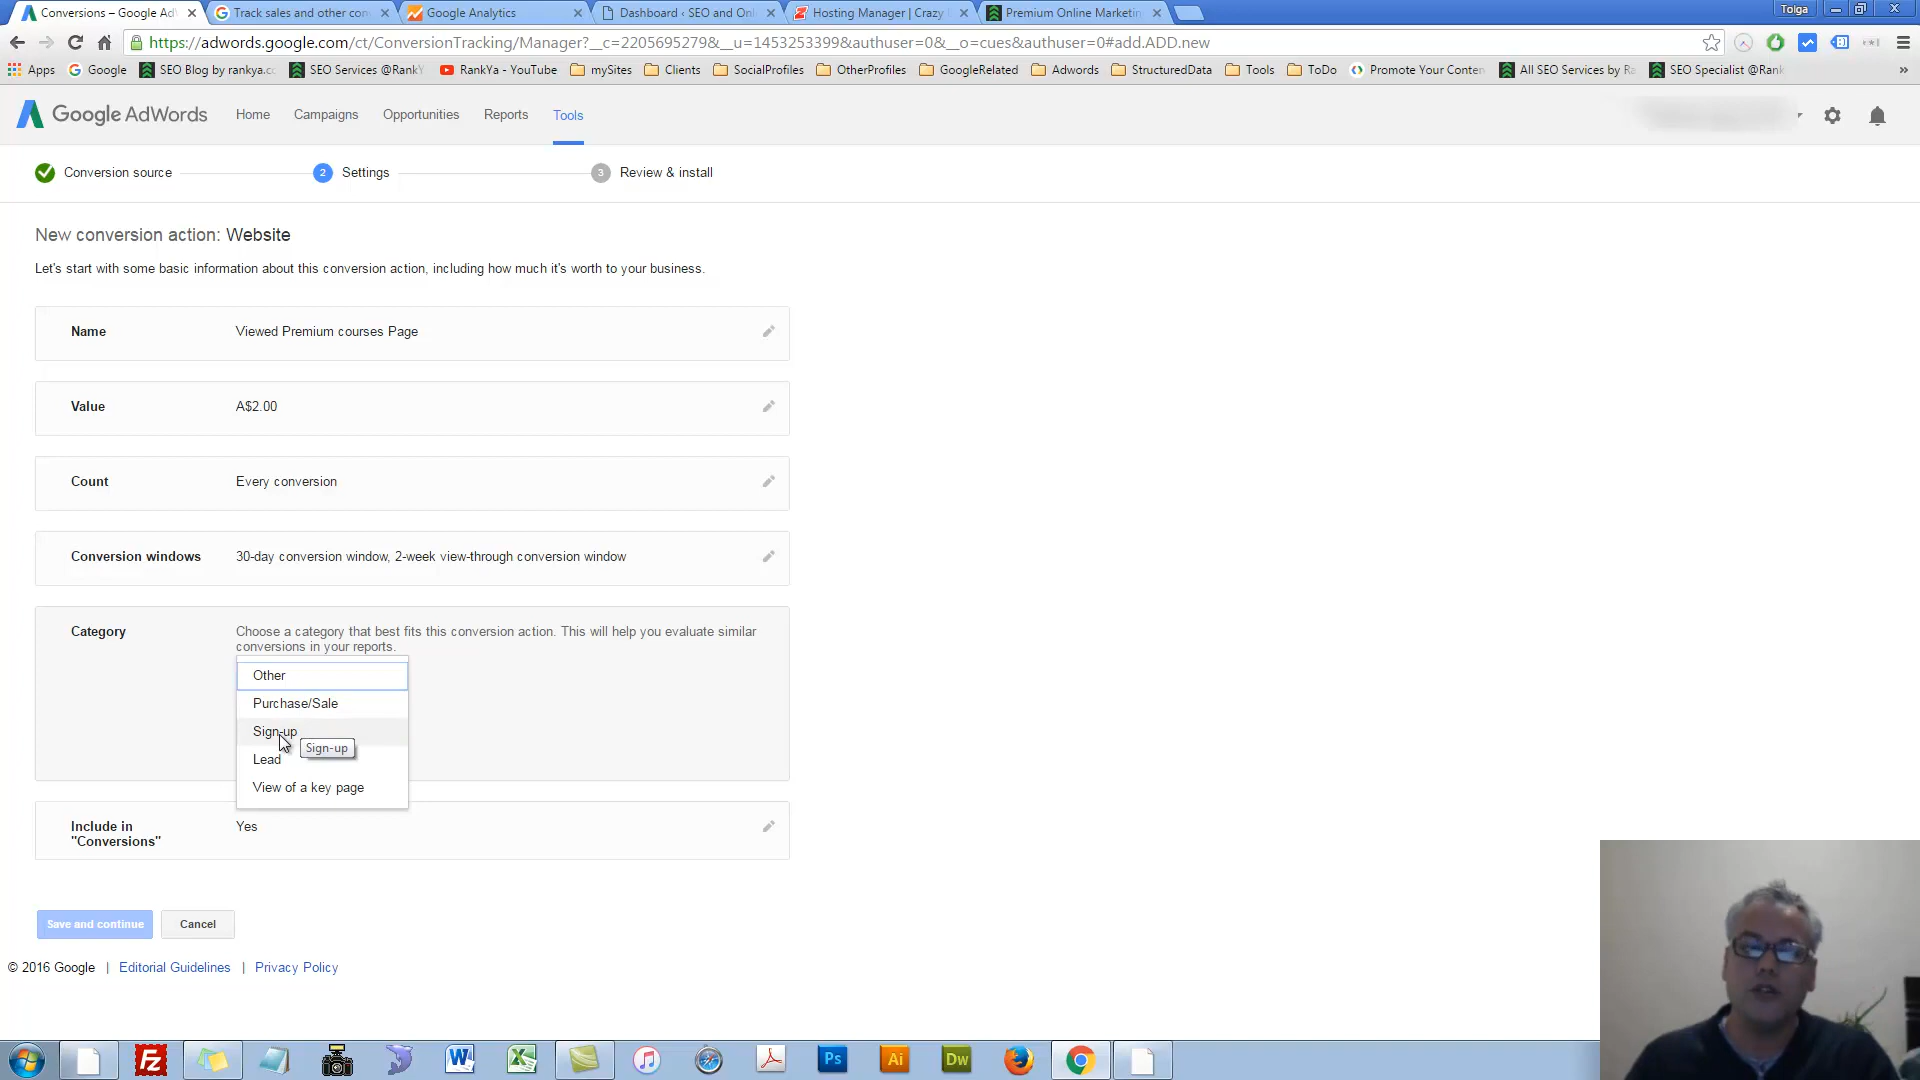 Conversions – Google Ad
Track sales and other con
Google Analytics
Dashboard ‹ SEO and Onl
Hosting Manager | Crazy
Premium Online Marketin
Tolga
https://adwords.google.com/ct/ConversionTracking/Manager?__c=2205695279&__u=1453253399&authuser=0&__o=cues&authuser=0#add.ADD.new
Apps
Google
SEO Blog by rankya.co
SEO Services @RankY
RankYa - YouTube
mySites
Clients
SocialProfiles
OtherProfiles
GoogleRelated
Adwords
StructuredData
Tools
ToDo
Promote Your Conten
All SEO Services by Ra
SEO Specialist @Rank
»
Google AdWords
Home
Campaigns
Opportunities
Reports
Tools
Conversion source
2 Settings
3 Review & install
New conversion action: Website
Let's start with some basic information about this conversion action, including how much it's worth to your business.
Name
Viewed Premium courses Page
Value
A$2.00
Count
Every conversion
Conversion windows
30-day conversion window, 2-week view-through conversion window
Category
Choose a category that best fits this conversion action. This will help you evaluate similar
conversions in your reports.
Other
Purchase/Sale
Sign-up
Sign-up
Lead
View of a key page
Include in
"Conversions"
Yes
Save and continue
Cancel
© 2016 Google | Editorial Guidelines | Privacy Policy
Fz
W
X
Ps
Ai
Dw